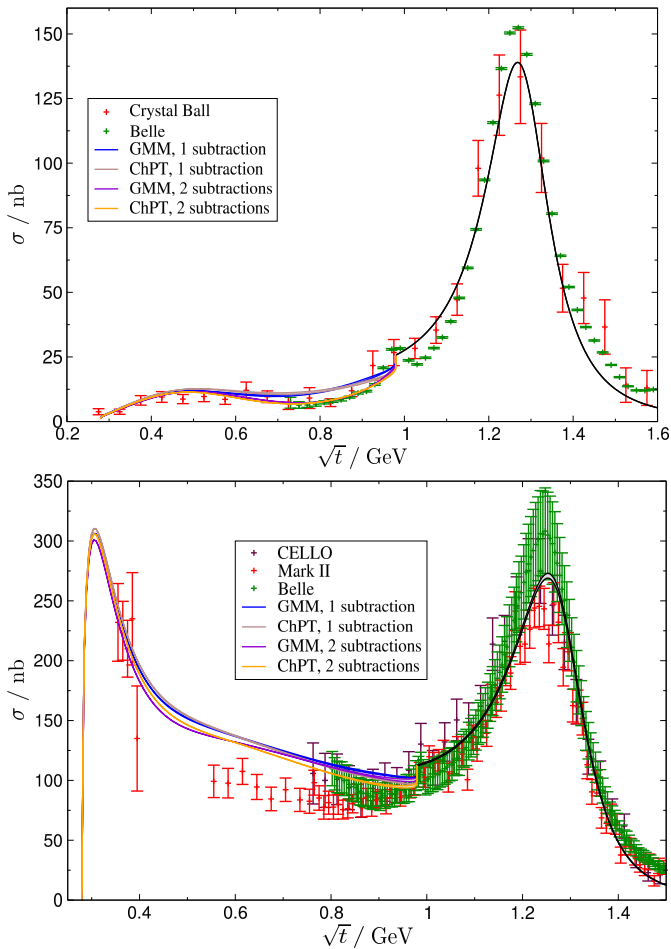 150
125
100
75
50
25
0
σ / nb
Crystal Ball
Belle
GMM, 1 subtraction
ChPT, 1 subtraction
GMM, 2 subtractions
ChPT, 2 subtractions
0.2 0.4 0.6 0.8 1 1.2 1.4 1.6
√t / GeV
350
300
250
200
150
100
50
0
σ / nb
CELLO
Mark II
Belle
GMM, 1 subtraction
ChPT, 1 subtraction
GMM, 2 subtractions
ChPT, 2 subtractions
0.4 0.6 0.8 1 1.2 1.4
√t / GeV